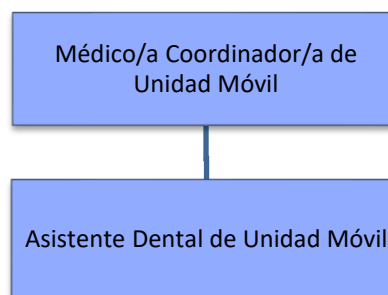 Médico/a Coordinador/a de
Unidad Móvil
Asistente Dental de Unidad Móvil